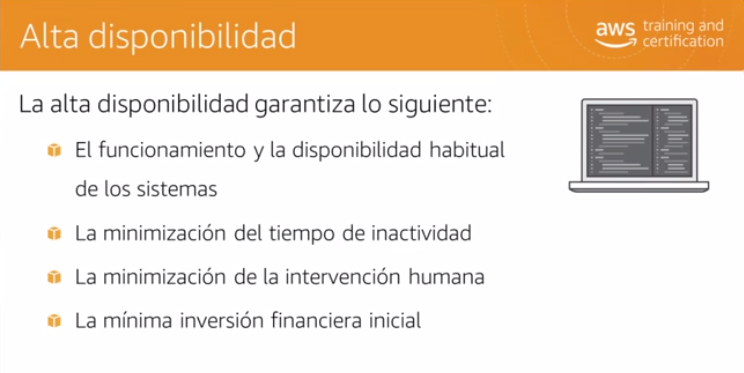 Alta disponibilidad
aws training and
certification
La alta disponibilidad garantiza lo siguiente:
El funcionamiento y la disponibilidad habitual
de los sistemas
La minimización del tiempo de inactividad
La minimización de la intervención humana
La mínima inversión financiera inicial